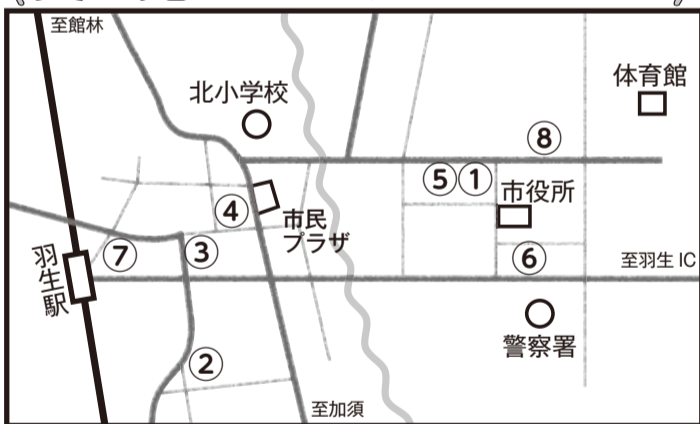 至館林
北小学校
体育館
⑧
⑤①
市役所
④
市民
プラザ
⑦
③
羽生駅
⑥
至羽生 IC
警察署
②
至加須